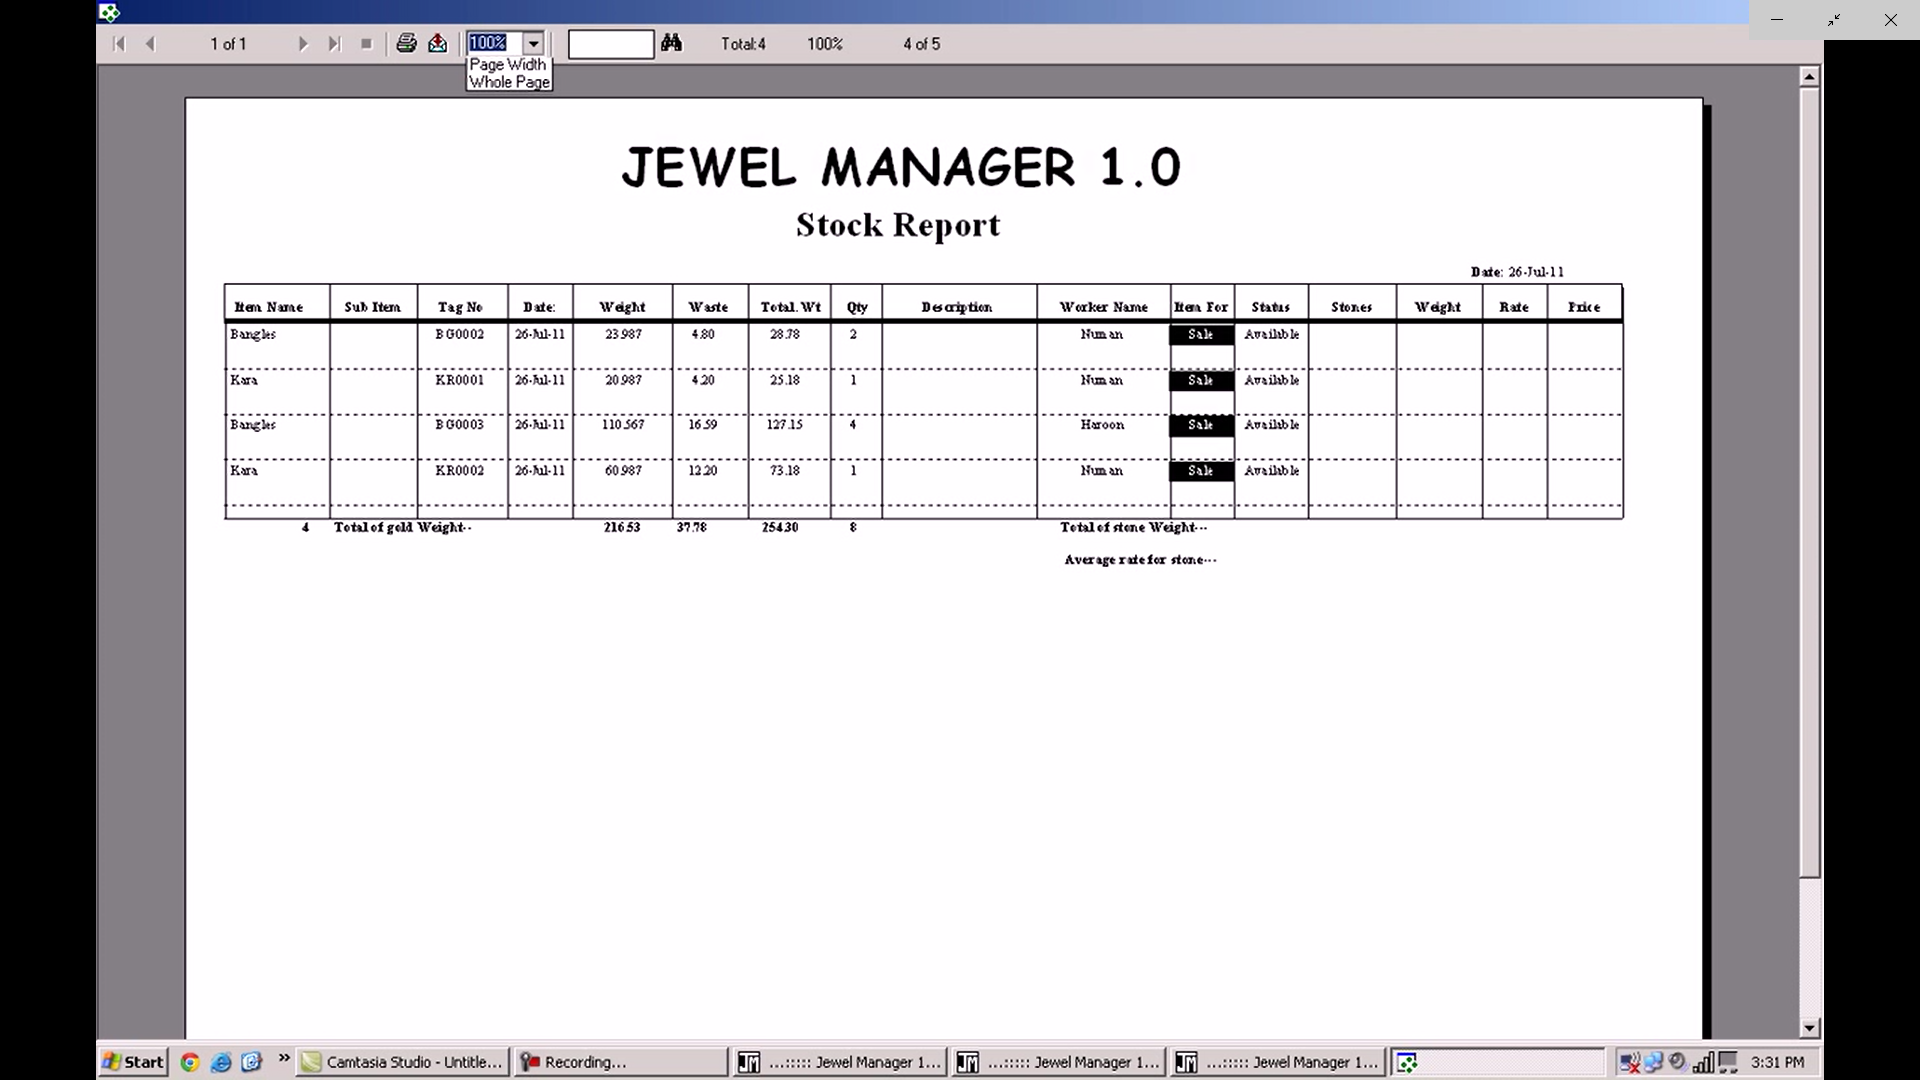 1 of 1 100% Total:4 100% 4 of 5
Page Width
Whole Page
JEWEL MANAGER 1.0
Stock Report
Date: 26-Jul-11
Item Name Sub Item Tag No Date: Weight Waste Total. Wt Qty Description Worker Name Item For Status Stones Weight Rate Price
Bangles BG0002 26-Jul-11 23.987 4.80 28.78 2 Numan Sale Available
Kara KR0001 26-Jul-11 20.987 4.20 25.18 1 Numan Sale Available
Bangles BG0003 26-Jul-11 110.567 16.59 127.15 4 Haroon Sale Available
Kara KR0002 26-Jul-11 60.987 12.20 73.18 1 Numan Sale Available
4 Total of gold Weight-- 216.53 37.78 254.30 8 Total of stone Weight---
Average rate for stone---
Start » Camtasia Studio - Untitle... Recording... ...::::: Jewel Manager 1... ...::::: Jewel Manager 1... ...::::: Jewel Manager 1... 3:31 PM